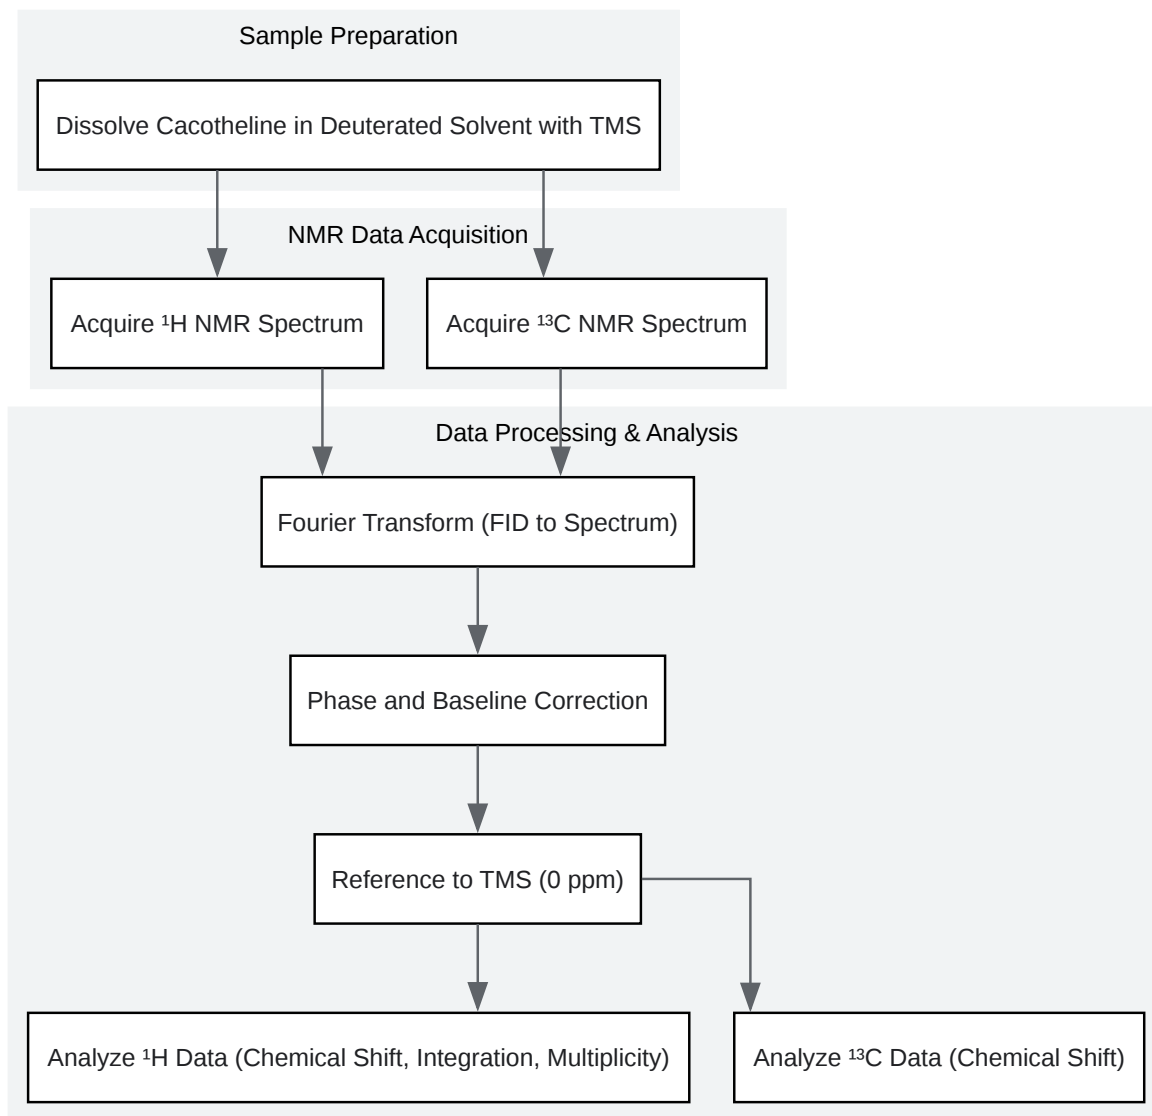 Sample Preparation
Dissolve Cacotheline in Deuterated Solvent with TMS
NMR Data Acquisition
Acquire ¹H NMR Spectrum
Acquire ¹³C NMR Spectrum
Data Processing & Analysis
Fourier Transform (FID to Spectrum)
Phase and Baseline Correction
Reference to TMS (0 ppm)
Analyze ¹H Data (Chemical Shift, Integration, Multiplicity)
Analyze ¹³C Data (Chemical Shift)